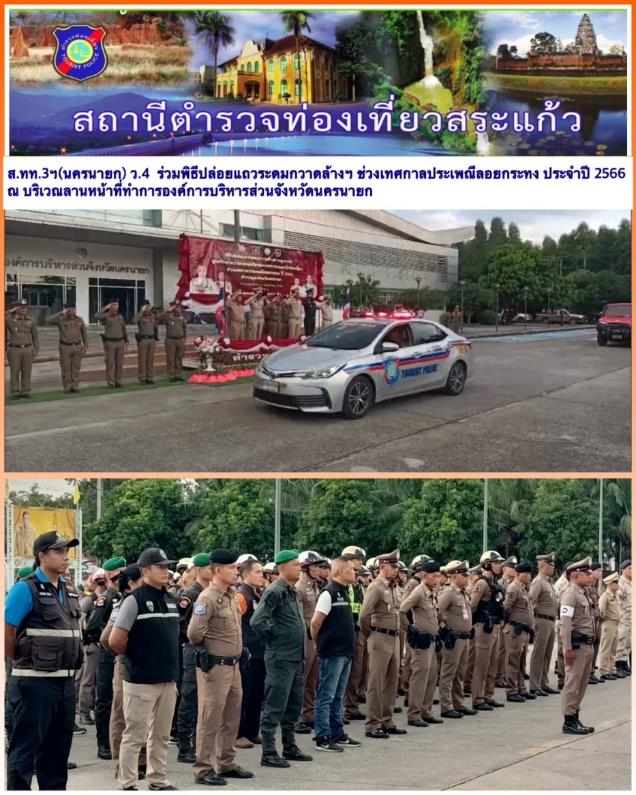 สถานีตำรวจท่องเที่ยวสระแก้ว
ส.ทท.3ฯ(นครนายก) ว.4 ร่วมพิธีปล่อยแถวระดมกวาดล้างฯ ช่วงเทศกาลประเพณีลอยกระทง ประจำปี 2566
ณ บริเวณลานหน้าที่ทำการองค์การบริหารส่วนจังหวัดนครนายก
องค์การบริหารส่วนจังหวัดนครนายก
TOURIST POLICE